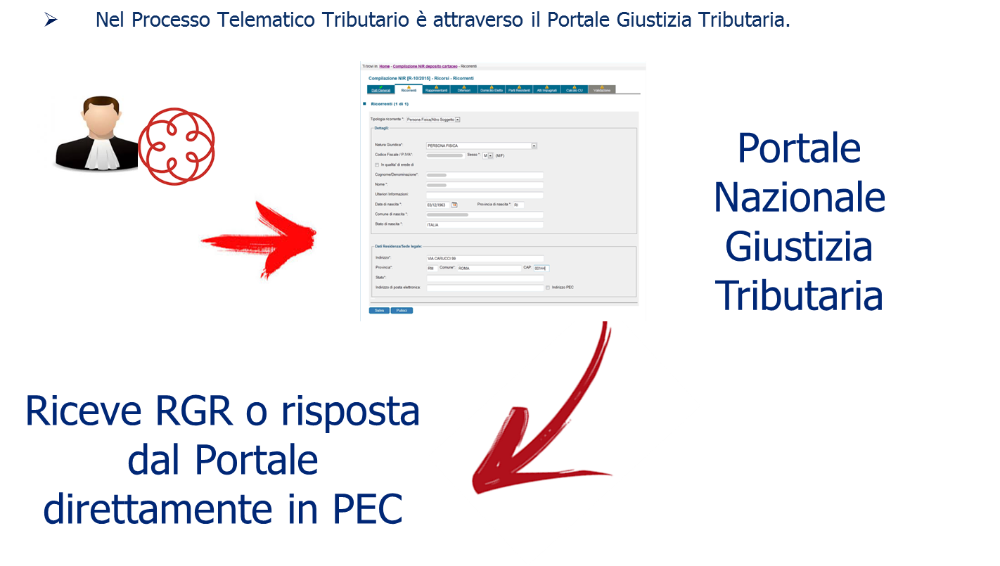 ➢ Nel Processo Telematico Tributario è attraverso il Portale Giustizia Tributaria.
Ti trovi in: Home - Compilazione NIR deposito cartaceo - Ricorrenti
Compilazione NIR [R-10/2015] - Ricorsi - Ricorrenti
Dati Generali Ricorrenti Rappresentanti Difensori Domicilio Eletto Parti Resistenti Atti Impugnati Calcolo CU Validazione
Ricorrenti (1 di 1)
Tipologia ricorrente *: Persona Fisica/Altro Soggetto
Dettagli:
Natura Giuridica*: PERSONA FISICA
Codice Fiscale / P.IVA*: Sesso *: M (M/F)
In qualita' di erede di
Cognome/Denominazione*:
Nome *:
Ulteriori Informazioni:
Data di nascita *: 03/12/1963 Provincia di nascita *: RI
Comune di nascita *:
Stato di nascita *: ITALIA
Dati Residenza/Sede legale:
Indirizzo*: VIA CARUCCI 99
Provincia*: RM Comune*: ROMA CAP: 00144
Stato*:
Indirizzo di posta elettronica: Indirizzo PEC
Salva Pulisci
Portale
Nazionale
Giustizia
Tributaria
Riceve RGR o risposta
dal Portale
direttamente in PEC